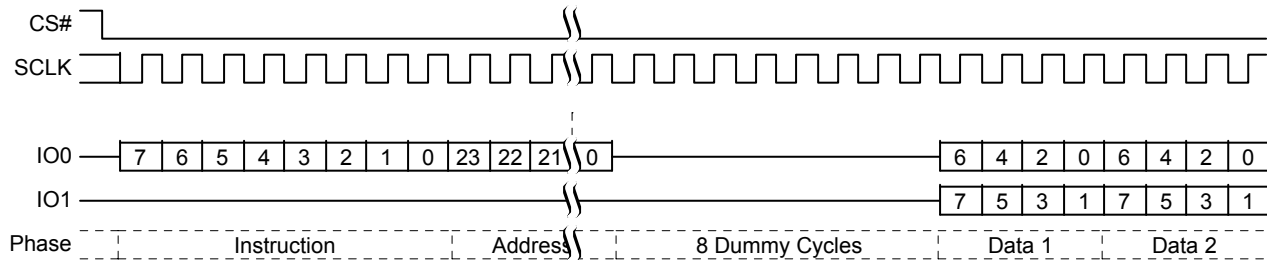 CS#
SCLK
IO0 7 6 5 4 3 2 1 0 23 22 21 0 6 4 2 0 6 4 2 0
IO1 7 5 3 1 7 5 3 1
Phase Instruction Address 8 Dummy Cycles Data 1 Data 2